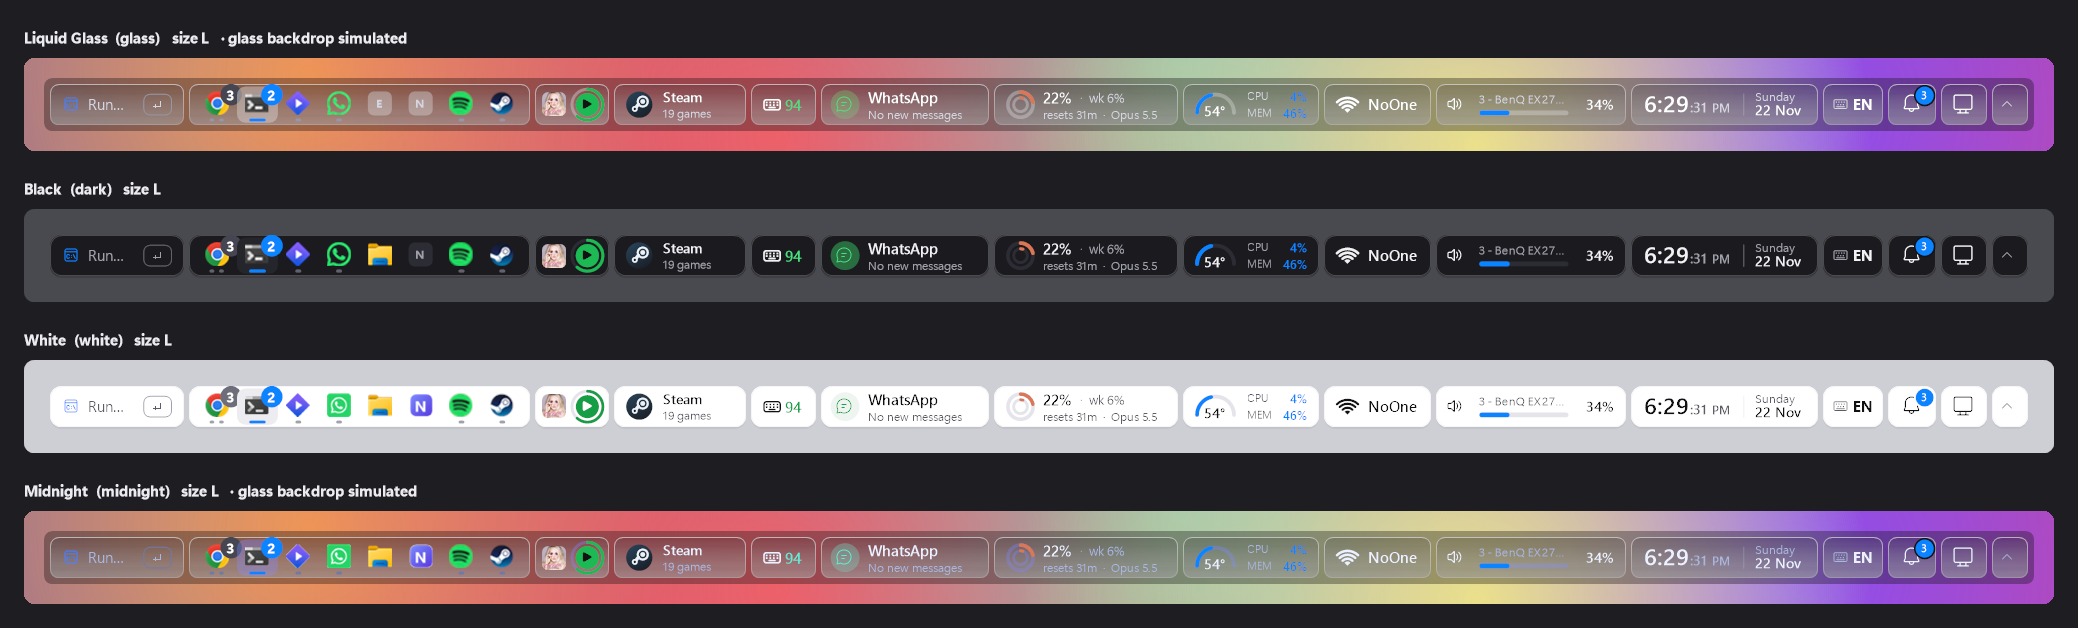 Liquid Glass (glass) size L · glass backdrop simulated
Run... 3 2 E N Steam 94 WhatsApp 22% · wk 6% 54° CPU 4% NoOne 3 - BenQ EX27... 34% 6:29:31 PM Sunday EN 3
19 games No new messages resets 31m · Opus 5.5 MEM 46% 22 Nov
Black (dark) size L
Run... 3 2 N Steam 94 WhatsApp 22% · wk 6% 54° CPU 4% NoOne 3 - BenQ EX27... 34% 6:29:31 PM Sunday EN 3
19 games No new messages resets 31m · Opus 5.5 MEM 46% 22 Nov
White (white) size L
Run... 3 2 N Steam 94 WhatsApp 22% · wk 6% 54° CPU 4% NoOne 3 - BenQ EX27... 34% 6:29:31 PM Sunday EN 3
19 games No new messages resets 31m · Opus 5.5 MEM 46% 22 Nov
Midnight (midnight) size L · glass backdrop simulated
Run... 3 2 N Steam 94 WhatsApp 22% · wk 6% 54° CPU 4% NoOne 3 - BenQ EX27... 34% 6:29:31 PM Sunday EN 3
19 games No new messages resets 31m · Opus 5.5 MEM 46% 22 Nov